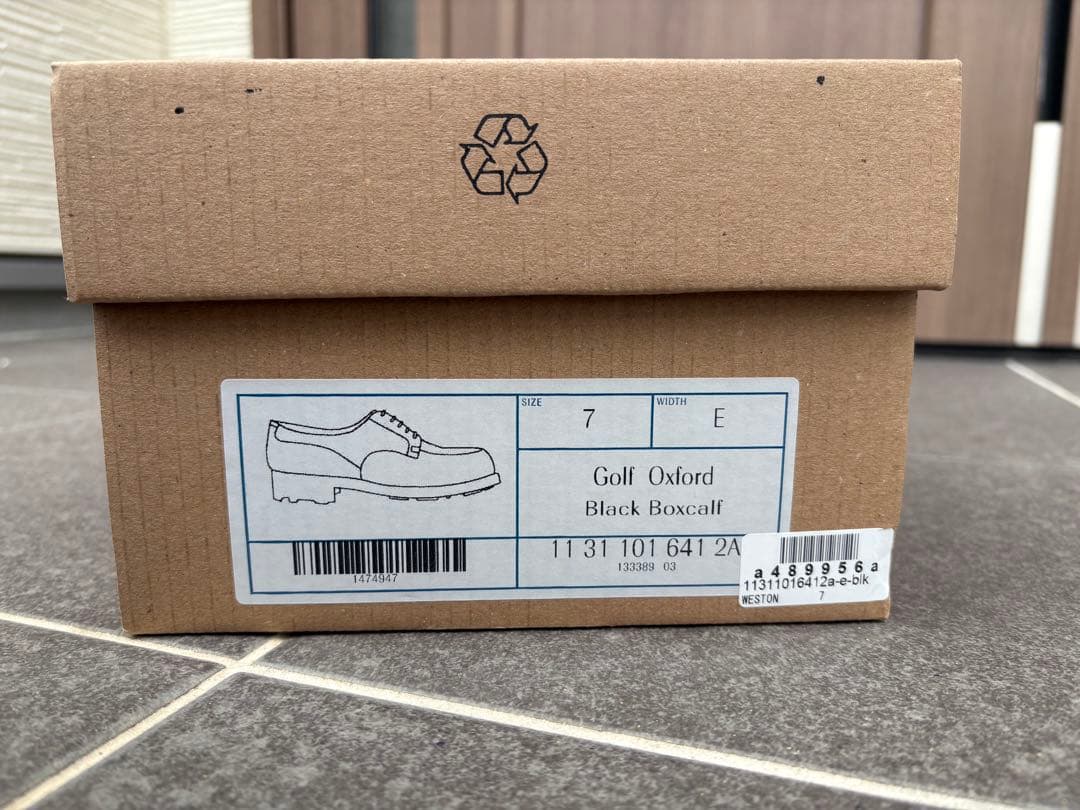 SIZE
7
WIDTH
E
Golf Oxford
Black Boxcalf
11 31 101 641 2A
133389 03
1474947
a489956a
11311016412a-e-blk
WESTON 7